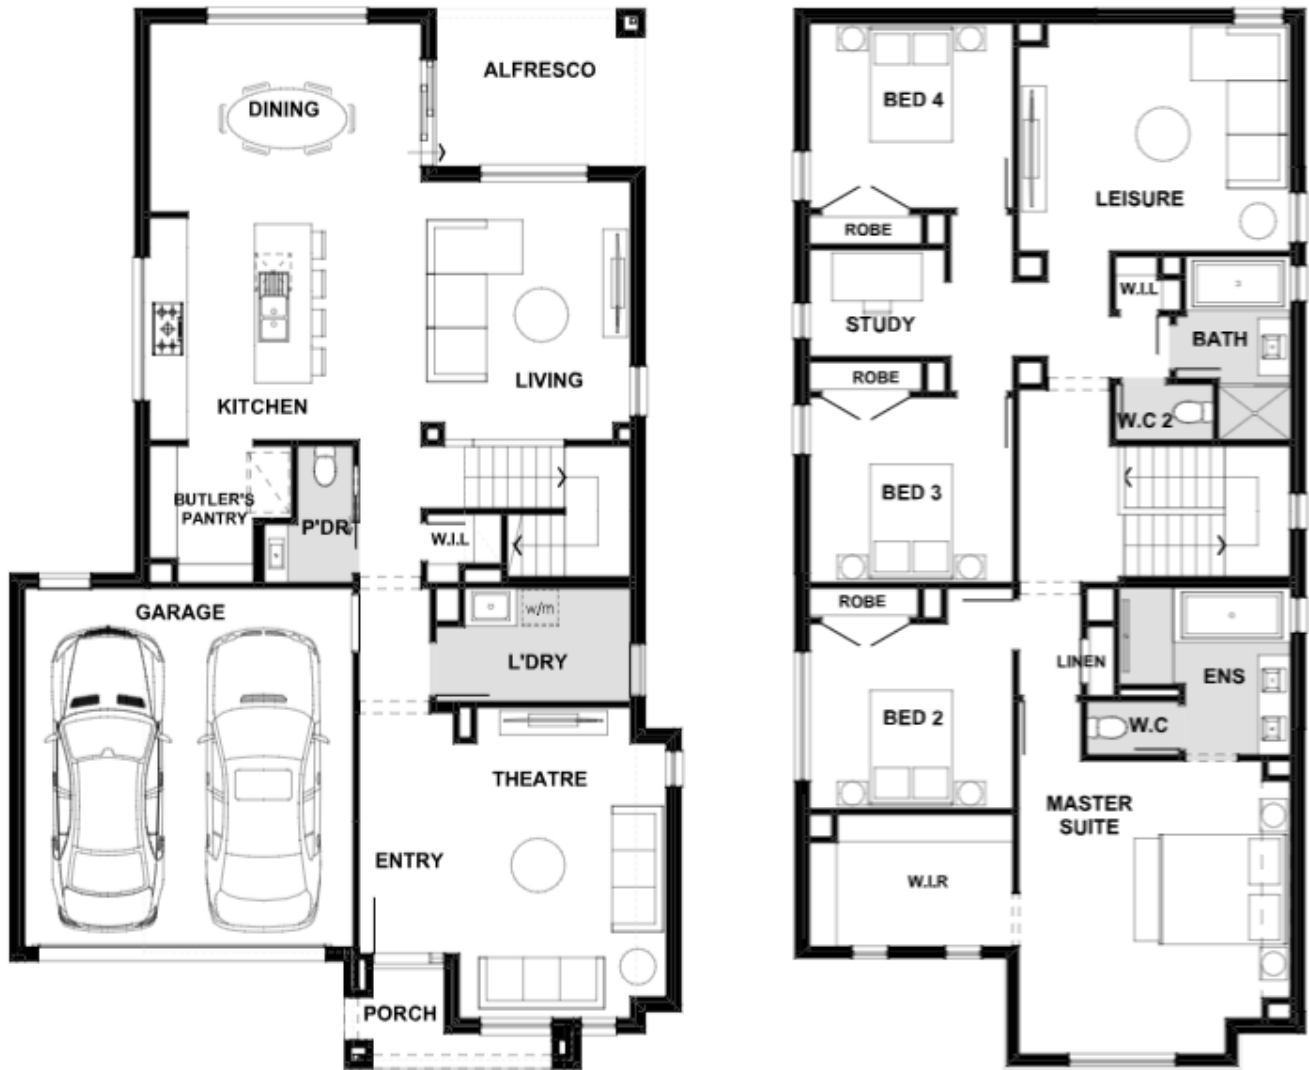 ALFRESCO
DINING
LIVING
KITCHEN
BUTLER'S
PANTRY
P'DR
W.I.L
GARAGE
w/m
L'DRY
THEATRE
ENTRY
PORCH
BED 4
LEISURE
ROBE
W.I.L
STUDY
BATH
ROBE
W.C 2
BED 3
ROBE
LINEN
ENS
BED 2
W.C
MASTER
SUITE
W.I.R